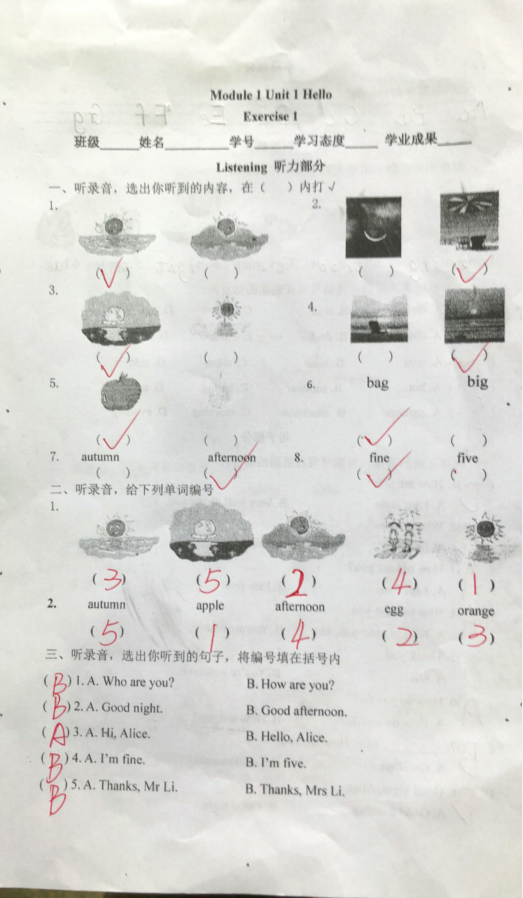 Module 1 Unit 1 Hello
Exercise 1
班级______姓名__________学号______学习态度_____ 学业成果_____
Listening 听力部分
一、听录音，选出你听到的内容，在（ ）内打√
1. 2.
(✓) ( ) ( ) (✓)
3. 4.
(✓) ( ) ( ) (✓)
5. 6. bag big
(✓) ( ) (✓) ( )
7. autumn afternoon 8. fine five
( ) (✓) (✓) ( )
二、听录音，给下列单词编号
1.
(3) (5) (2) (4) (1)
2. autumn apple afternoon egg orange
(5) (1) (4) (2) (3)
三、听录音，选出你听到的句子，将编号填在括号内
(B) 1. A. Who are you? B. How are you?
(B) 2. A. Good night. B. Good afternoon.
(A) 3. A. Hi, Alice. B. Hello, Alice.
(B) 4. A. I'm fine. B. I'm five.
(B) 5. A. Thanks, Mr Li. B. Thanks, Mrs Li.